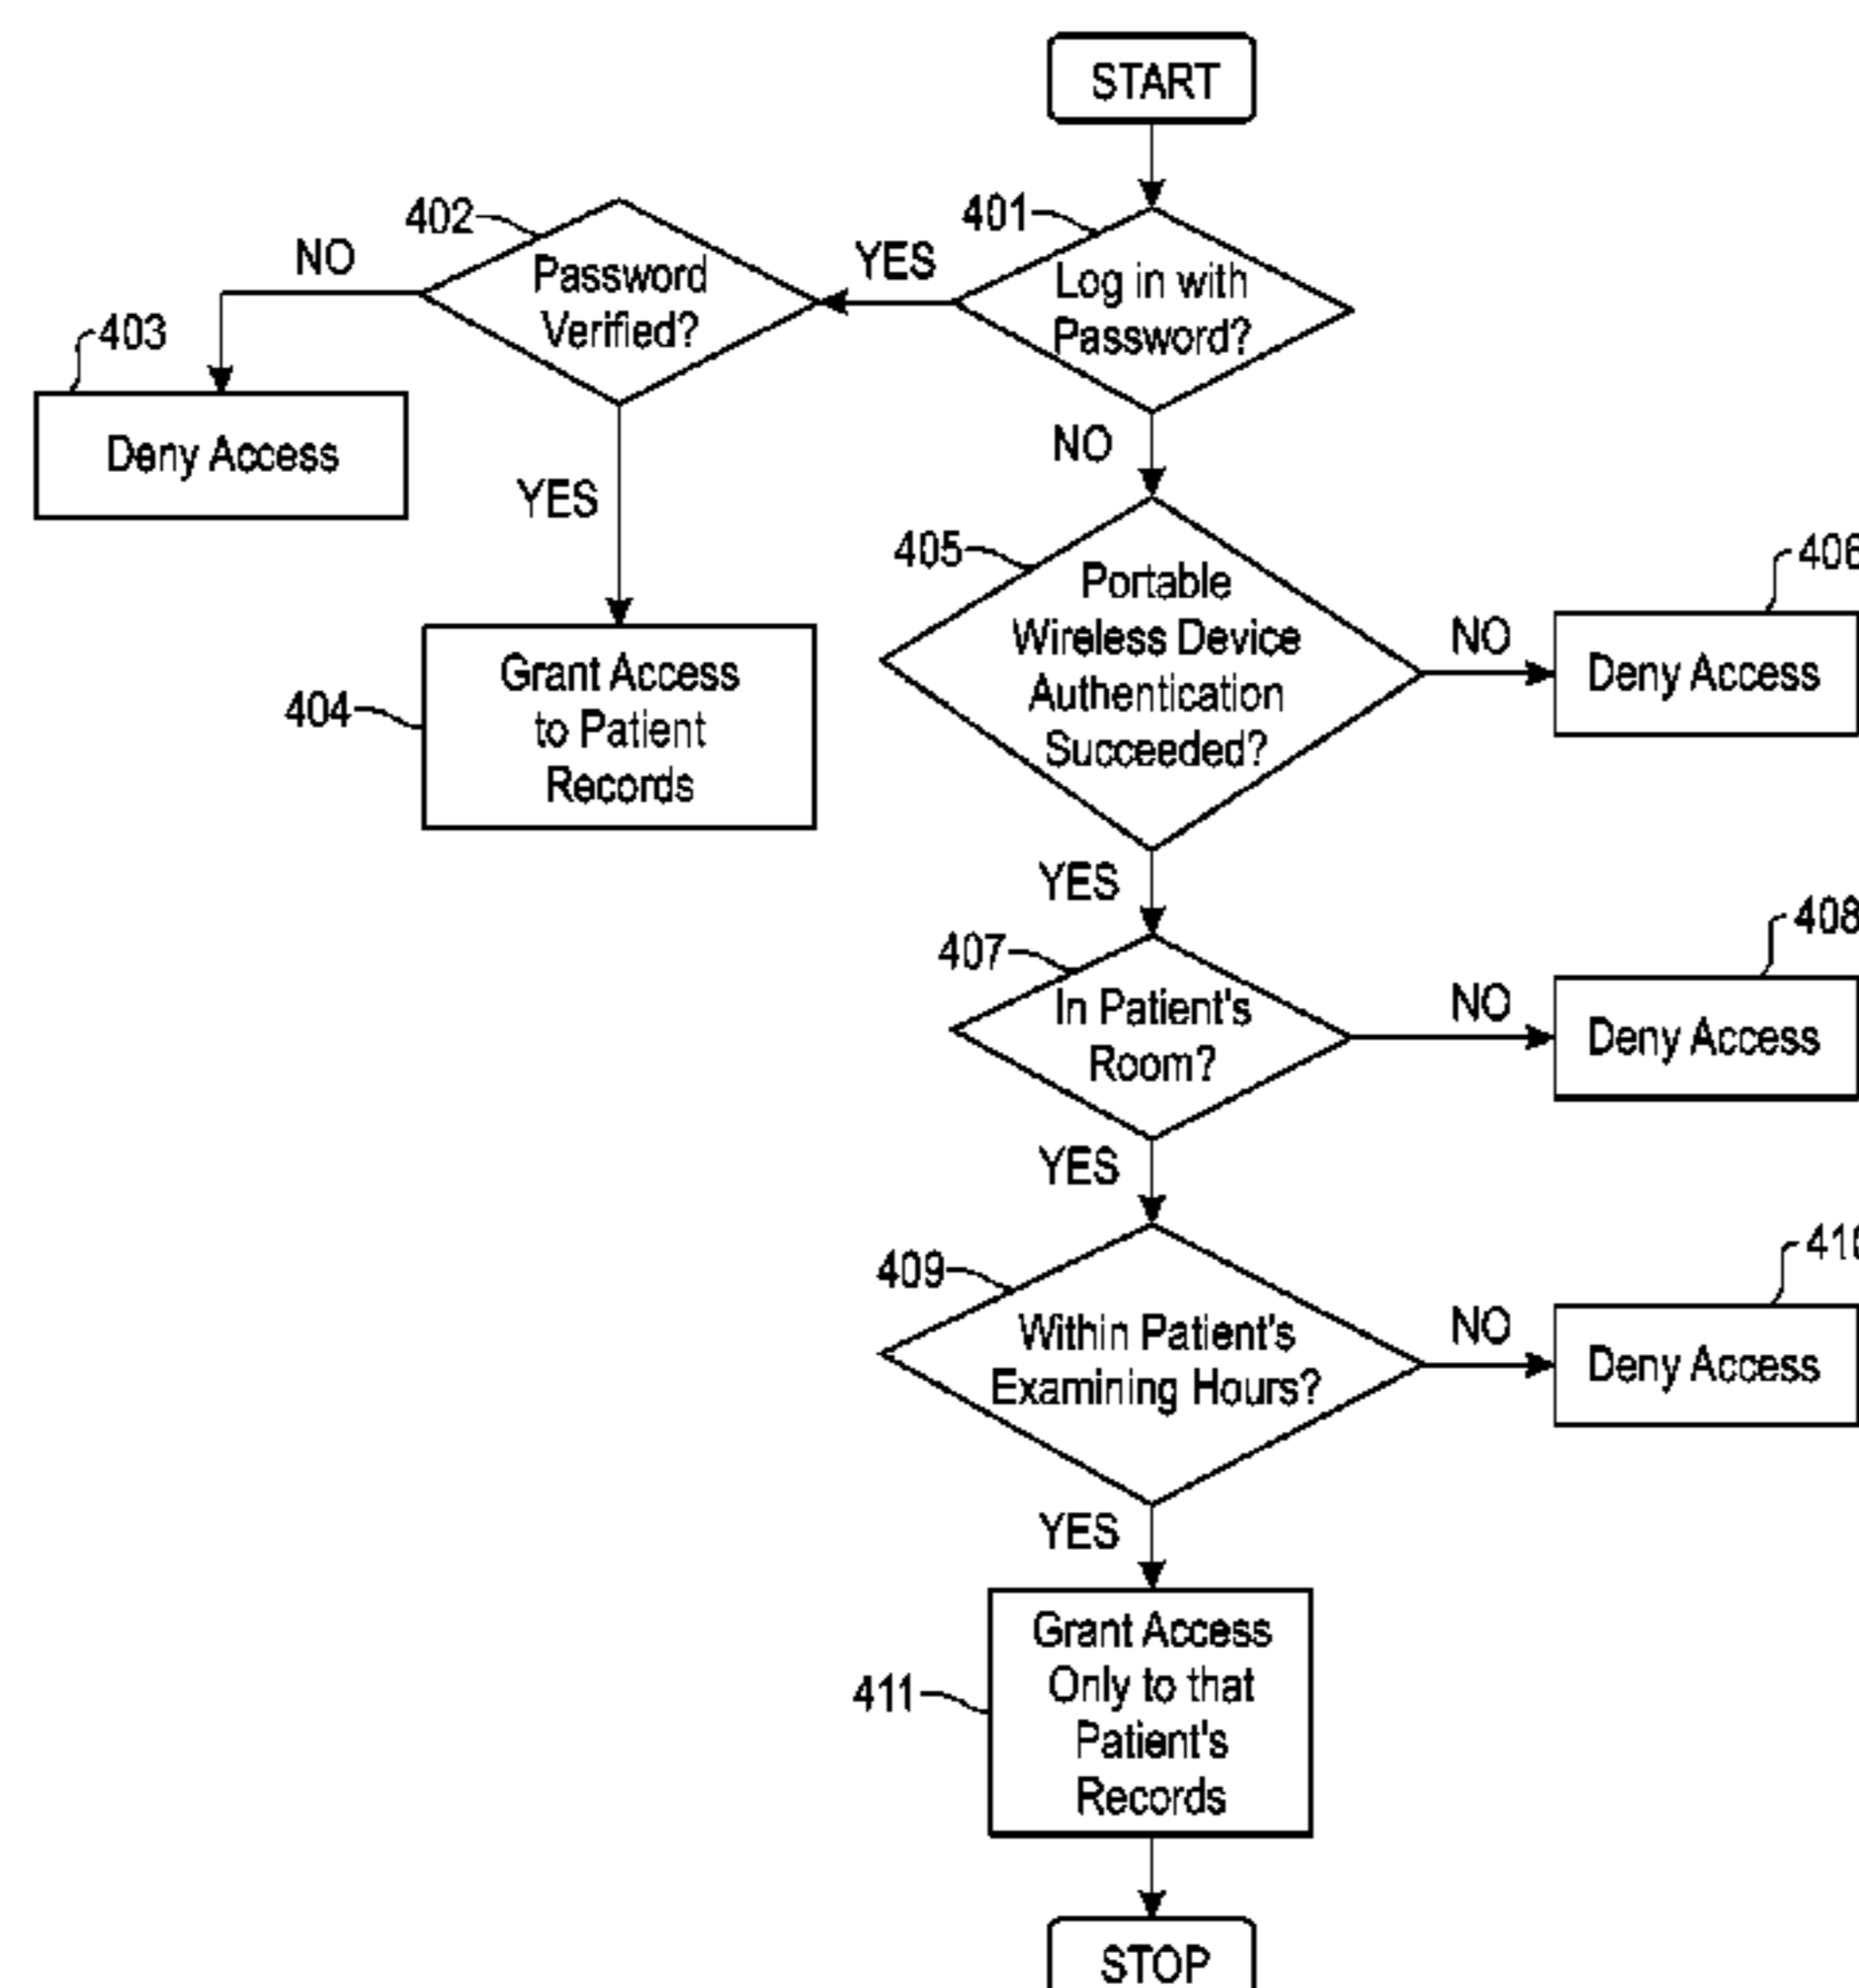 START
401
Log in with
Password?
YES
402
Password
Verified?
NO
403
Deny Access
YES
404
Grant Access
to Patient
Records
NO
405
Portable
Wireless Device
Authentication
Succeeded?
NO
406
Deny Access
YES
407
In Patient's
Room?
NO
408
Deny Access
YES
409
Within Patient's
Examining Hours?
NO
410
Deny Access
YES
411
Grant Access
Only to that
Patient's
Records
STOP